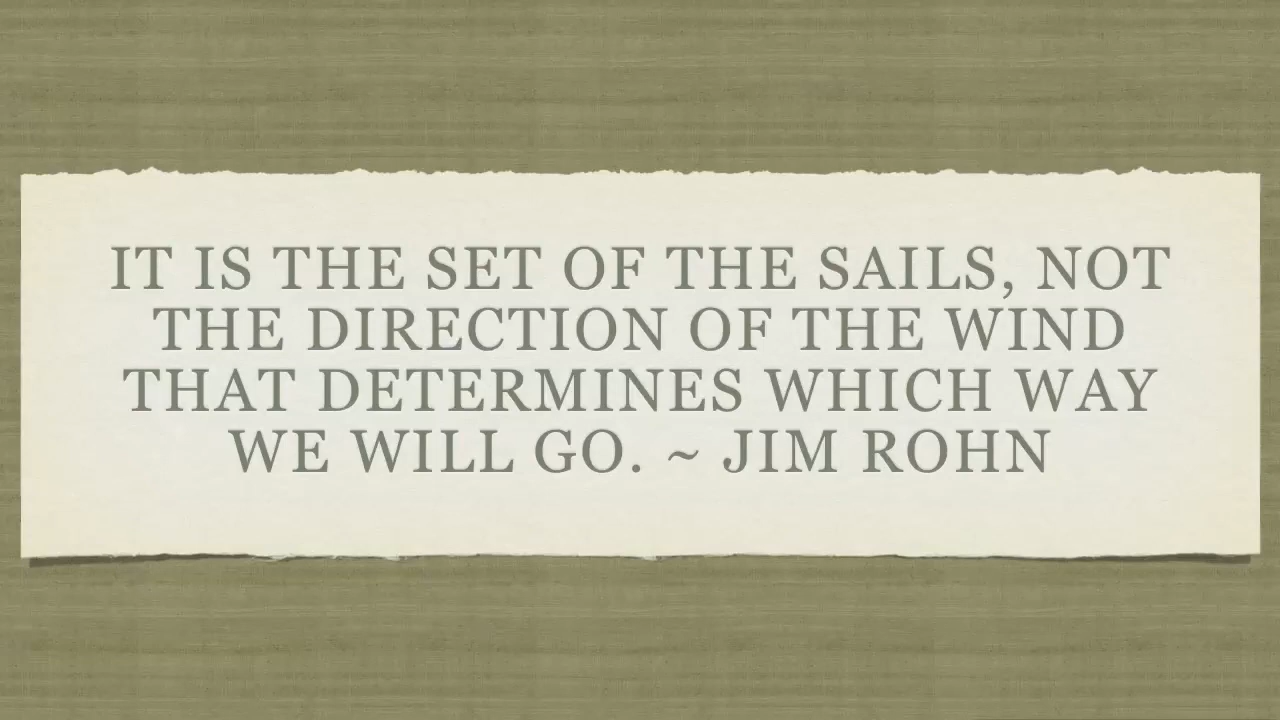 IT IS THE SET OF THE SAILS, NOT
THE DIRECTION OF THE WIND
THAT DETERMINES WHICH WAY
WE WILL GO. ~ JIM ROHN